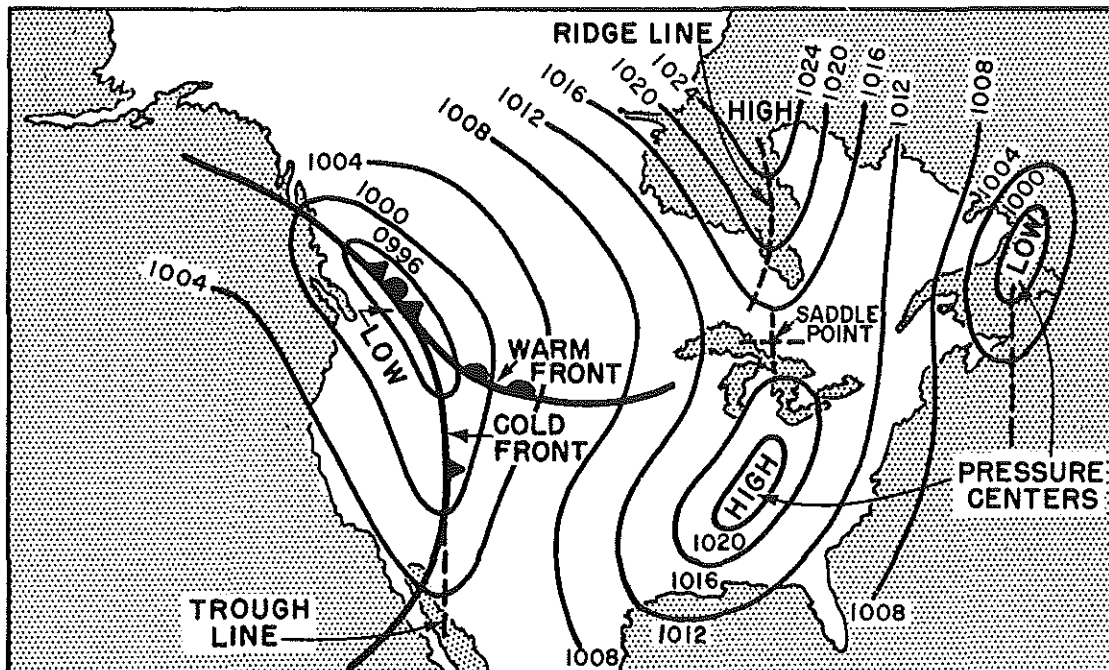 RIDGE LINE
1016
1020
1024
HIGH
1024
1020
1016
1012
1008
1012
1008
1004
1000
0996
1004
LOW
WARM
FRONT
COLD
FRONT
TROUGH
LINE
SADDLE
POINT
HIGH
1020
1016
1012
1008
1008
1004
1000
LOW
PRESSURE
CENTERS